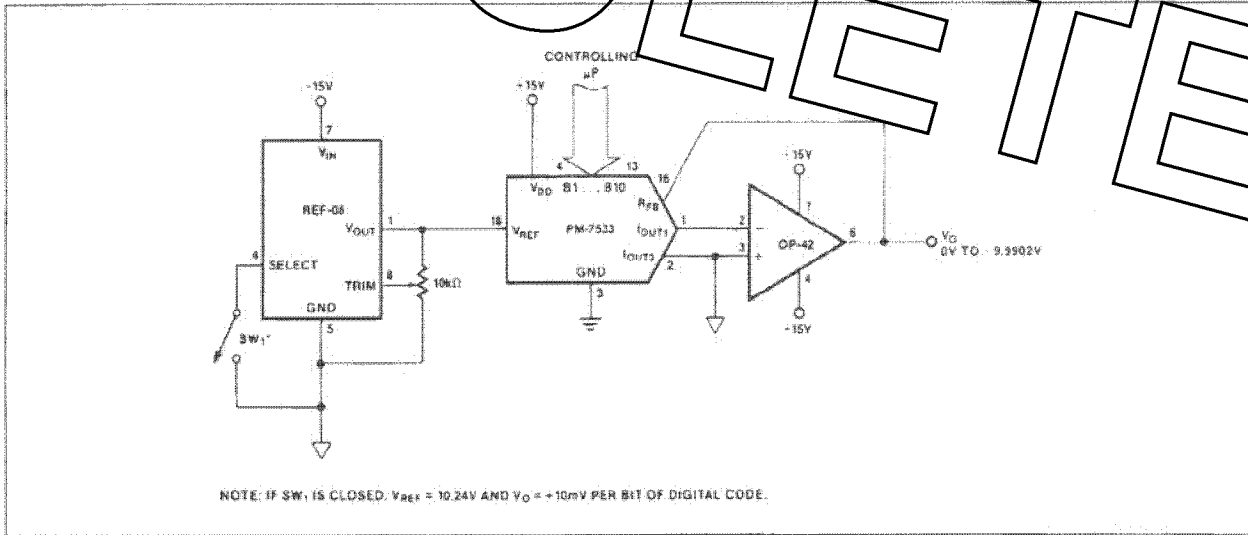 LETE
CONTROLLING
µP
-15V
+15V
7
4
13
16
VIN
VDD
B1 ... B10
-15V
RFB
7
REF-08
VOUT
1
18
VREF
PM-7533
IOUT1
1
2
OP-42
6
VO
0V TO -9.9902V
4
SELECT
IOUT2
3
2
TRIM
8
10kΩ
GND
GND
5
3
4
-15V
SW1
NOTE: IF SW1 IS CLOSED, VREF = 10.24V AND VO = +10mV PER BIT OF DIGITAL CODE.